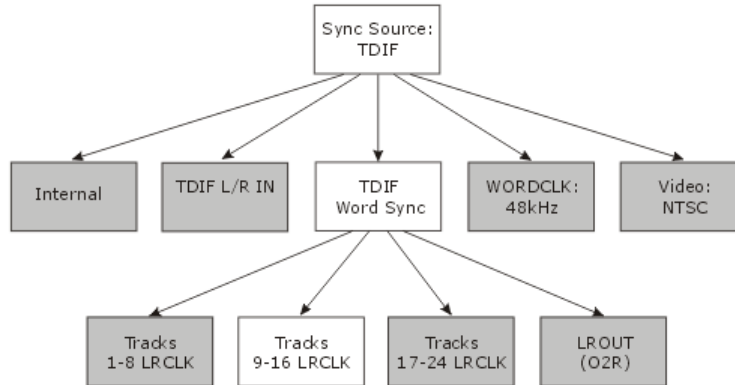 Sync Source:
TDIF
Internal
TDIF L/R IN
TDIF
Word Sync
WORDCLK:
48kHz
Video:
NTSC
Tracks
1-8 LRCLK
Tracks
9-16 LRCLK
Tracks
17-24 LRCLK
LROUT
(O2R)